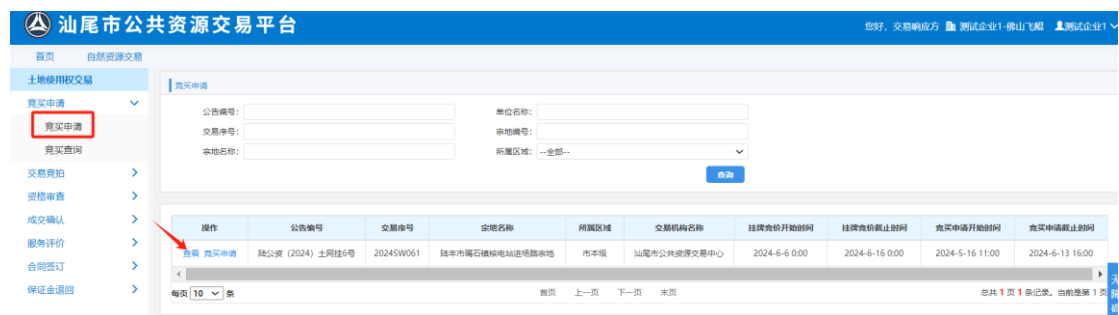 汕尾市公共资源交易平台
您好，交易响应方 测试企业1-佛山飞鳐 测试企业1
首页 自然资源交易
土地使用权交易
竞买申请
竞买申请
竞买查询
交易竞拍
资格审查
成交确认
服务评价
合同签订
保证金退回
竞买申请
公告编号： 单位名称：
交易序号： 宗地编号：
宗地名称： 所属区域： --全部--
查询
操作 公告编号 交易序号 宗地名称 所属区域 交易机构名称 挂牌竞价开始时间 挂牌竞价截止时间 竞买申请开始时间 竞买申请截止时间
查看 竞买申请 陆公资（2024）土网挂6号 2024SW061 陆丰市碣石镇核电站进场路宗地 市本级 汕尾市公共资源交易中心 2024-6-6 0:00 2024-6-16 0:00 2024-5-16 11:00 2024-6-13 16:00
每页 10 条 首页 上一页 下一页 末页 总共 1 页 1 条记录，当前是第 1 页
无障碍